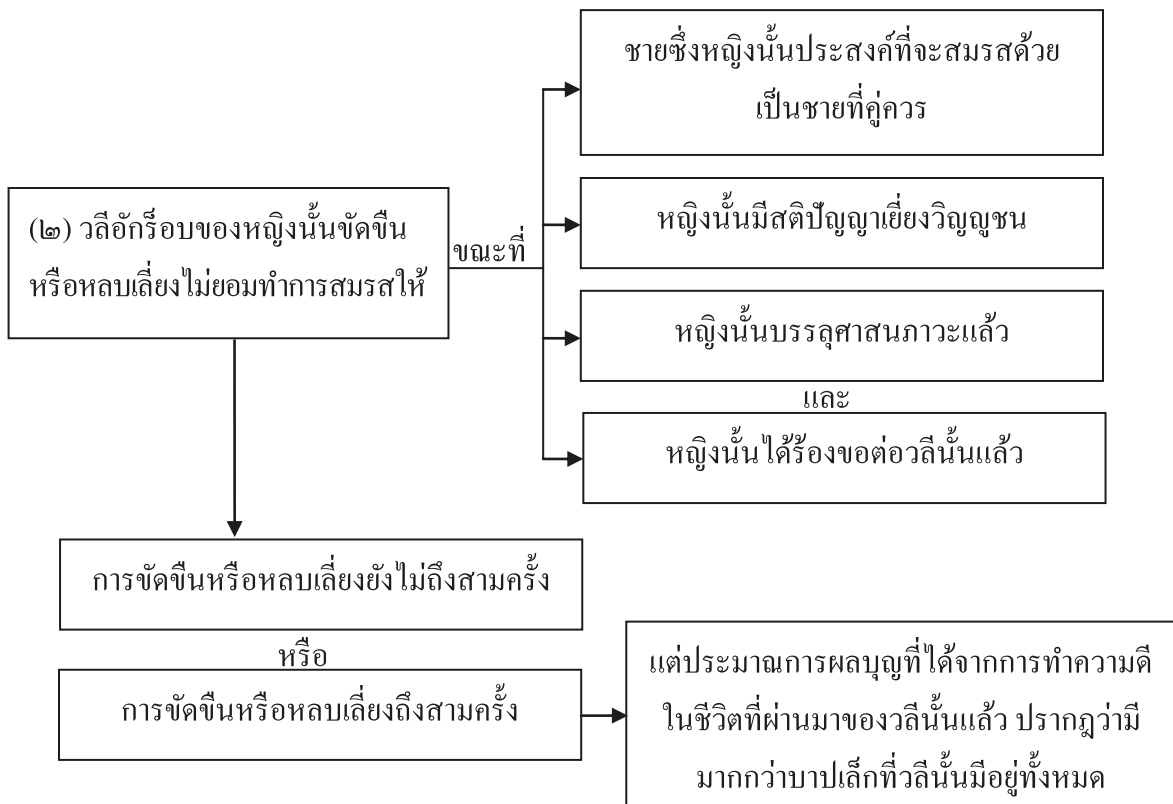 ชายซึ่งหญิงนั้นประสงค์ที่จะสมรสด้วย
เป็นชายที่คู่ควร
(๒) วลีอักร็อบของหญิงนั้นขัดขืน
หรือหลบเลี่ยงไม่ยอมทำการสมรสให้
ขณะที่
หญิงนั้นมีสติปัญญาเยี่ยงวิญญูชน
หญิงนั้นบรรลุศาสนภาวะแล้ว
และ
หญิงนั้นได้ร้องขอต่อวลีนั้นแล้ว
การขัดขืนหรือหลบเลี่ยงยังไม่ถึงสามครั้ง
หรือ
การขัดขืนหรือหลบเลี่ยงถึงสามครั้ง
แต่ประมาณการผลบุญที่ได้จากการทำความดี
ในชีวิตที่ผ่านมาของวลีนั้นแล้ว ปรากฎว่ามี
มากกว่าบาปเล็กที่วลีนั้นมีอยู่ทั้งหมด